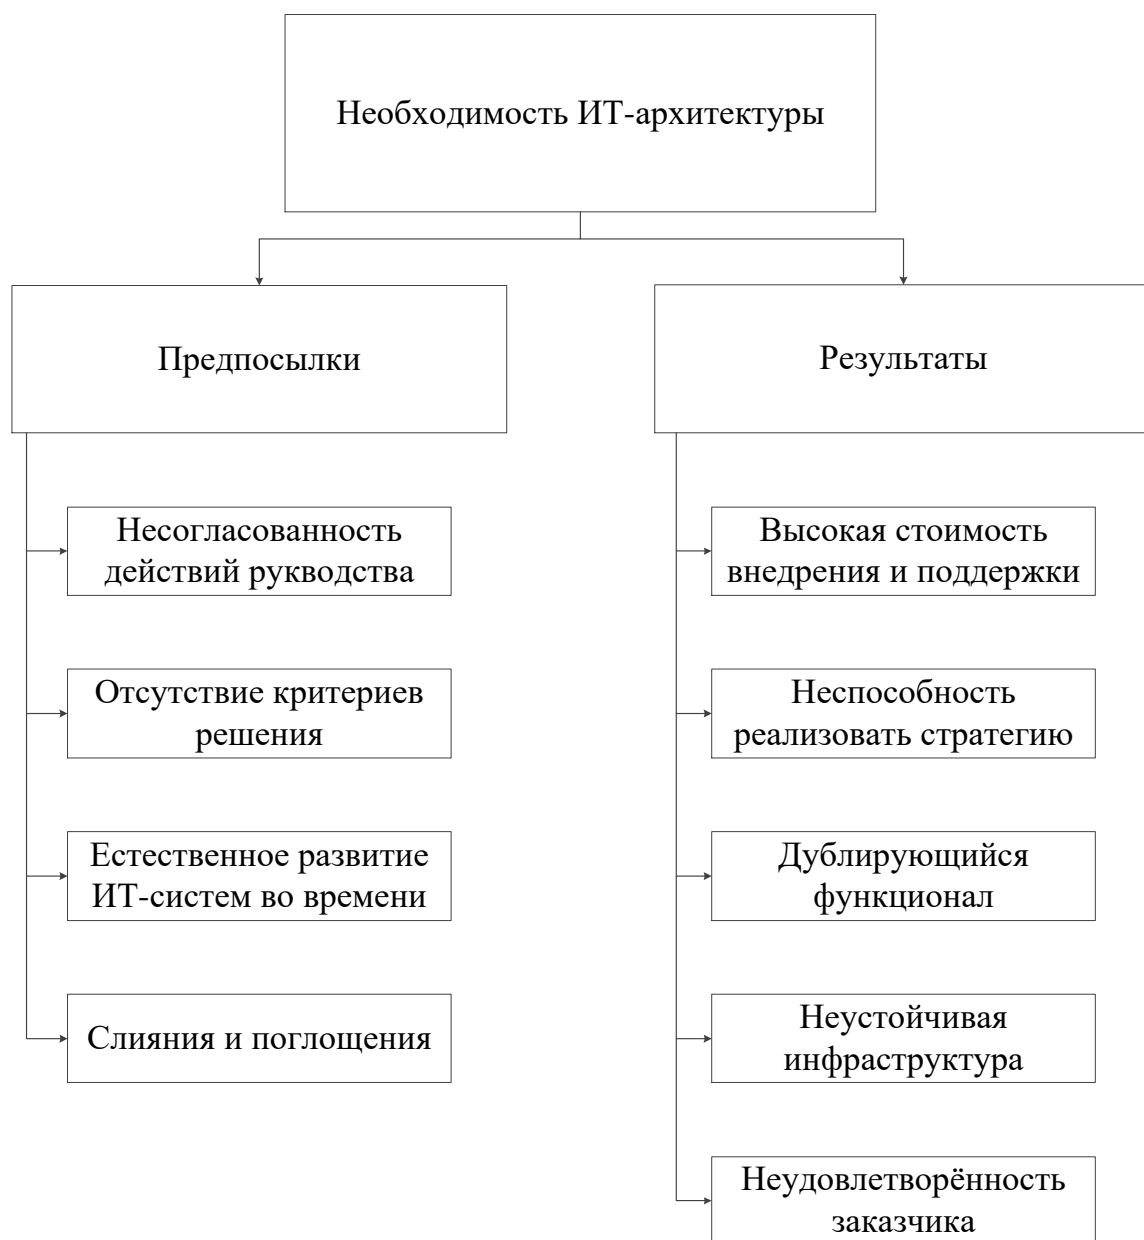 Необходимость ИТ-архитектуры
Предпосылки
Результаты
Несогласованность
действий рукводства
Отсутствие критериев
решения
Естественное развитие
ИТ-систем во времени
Слияния и поглощения
Высокая стоимость
внедрения и поддержки
Неспособность
реализовать стратегию
Дублирующийся
функционал
Неустойчивая
инфраструктура
Неудовлетворённость
заказчика